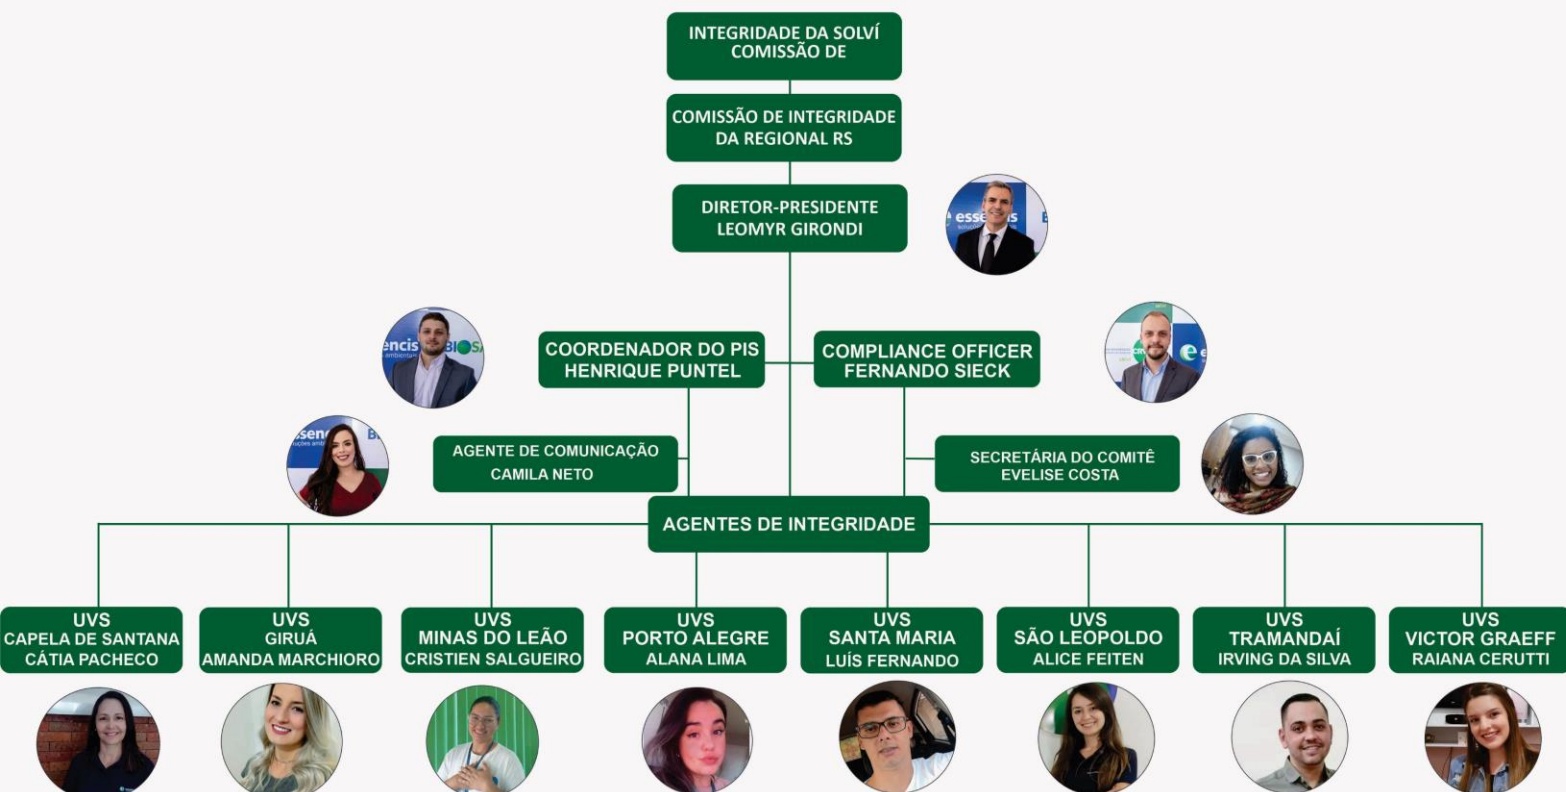 INTEGRIDADE DA SOLVÍ
COMISSÃO DE
COMISSÃO DE INTEGRIDADE
DA REGIONAL RS
DIRETOR-PRESIDENTE
LEOMYR GIRONDI
essencis
encis
BIOSA
COORDENADOR DO PIS
HENRIQUE PUNTEL
COMPLIANCE OFFICER
FERNANDO SIECK
AGENTE DE COMUNICAÇÃO
CAMILA NETO
SECRETÁRIA DO COMITÊ
EVELISE COSTA
AGENTES DE INTEGRIDADE
UVS
CAPELA DE SANTANA
CÁTIA PACHECO
UVS
GIRUÁ
AMANDA MARCHIORO
UVS
MINAS DO LEÃO
CRISTIEN SALGUEIRO
UVS
PORTO ALEGRE
ALANA LIMA
UVS
SANTA MARIA
LUÍS FERNANDO
UVS
SÃO LEOPOLDO
ALICE FEITEN
UVS
TRAMANDAÍ
IRVING DA SILVA
UVS
VICTOR GRAEFF
RAIANA CERUTTI